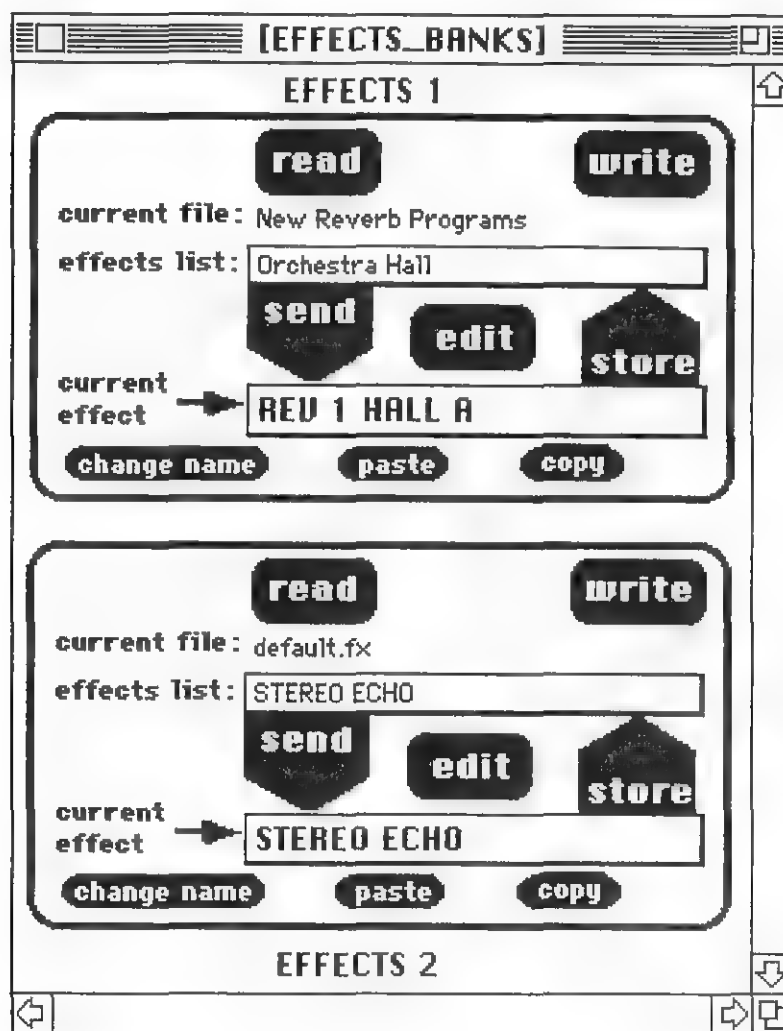 [EFFECTS_BANKS]
EFFECTS 1
read write
current file: New Reverb Programs
effects list: Orchestra Hall
send edit store
current effect REV 1 HALL A
change name paste copy
read write
current file: default.fx
effects list: STEREO ECHO
send edit store
current effect STEREO ECHO
change name paste copy
EFFECTS 2